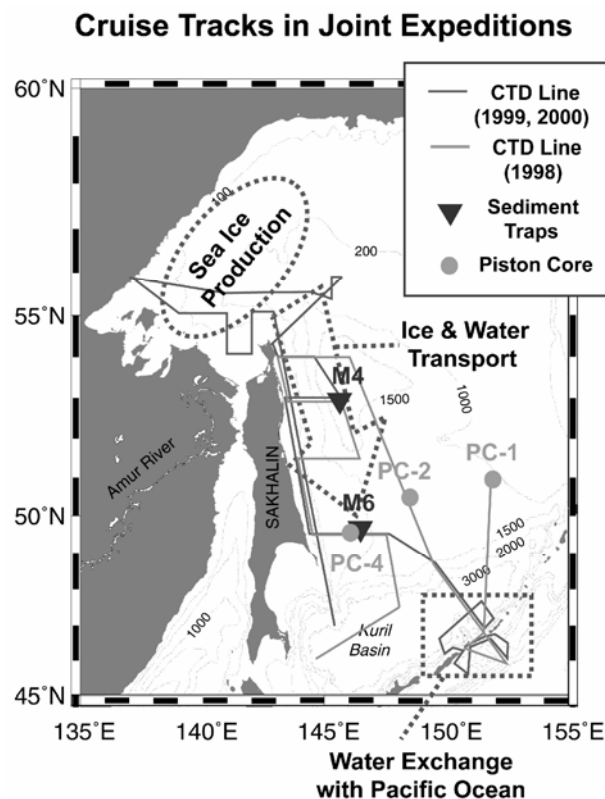 Cruise Tracks in Joint Expeditions
60°N
55°N
50°N
45°N
135°E
140°E
145°E
150°E
155°E
CTD Line
(1999, 2000)
CTD Line
(1998)
Sediment
Traps
Piston Core
100
Sea Ice
Production
200
Ice & Water
Transport
M4
1500
1000
Amur River
SAKHALIN
PC-2
PC-1
M6
PC-4
1500
2000
3000
1000
Kuril
Basin
Water Exchange
with Pacific Ocean